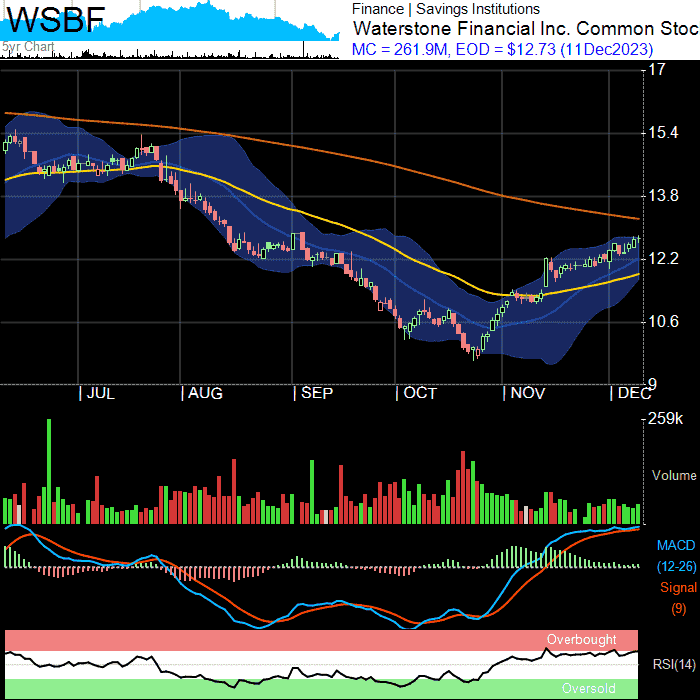 WSBF
5yr Chart
Finance | Savings Institutions
Waterstone Financial Inc. Common Stoc
MC = 261.9M, EOD = $12.73 (11Dec2023)
17
15.4
13.8
12.2
10.6
9
JUL AUG SEP OCT NOV DEC
259k
Volume
MACD
(12-26)
Signal
(9)
Overbought
RSI(14)
Oversold